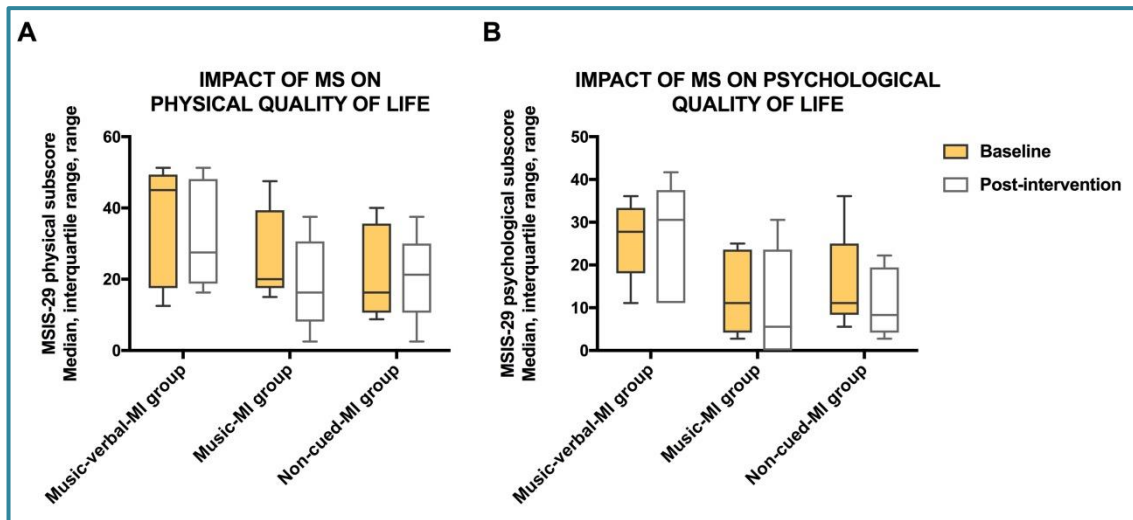 A
IMPACT OF MS ON
PHYSICAL QUALITY OF LIFE
MSIS-29 physical subscore
Median, interquartile range, range
60
40
20
0
Music-verbal-MI group
Music-MI group
Non-cued-MI group
B
IMPACT OF MS ON PSYCHOLOGICAL
QUALITY OF LIFE
MSIS-29 psychological subscore
Median, interquartile range, range
50
40
30
20
10
0
Music-verbal-MI group
Music-MI group
Non-cued-MI group
Baseline
Post-intervention